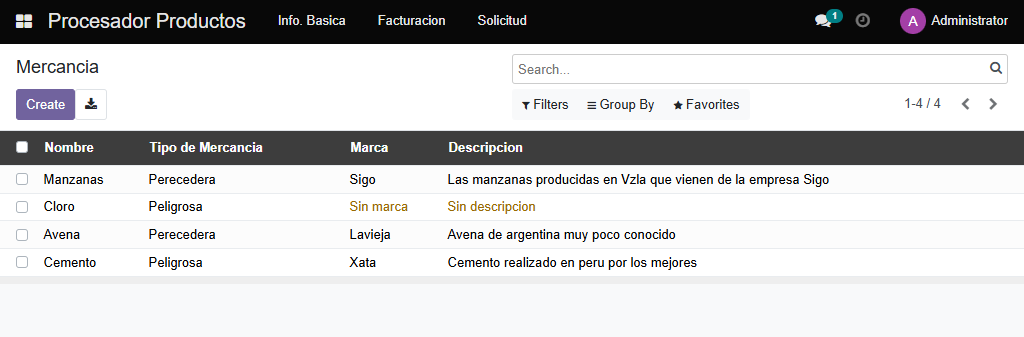 Procesador Productos Info. Basica Facturacion Solicitud 1 A Administrator
Mercancia Search...
Create Filters Group By Favorites 1-4 / 4
Nombre Tipo de Mercancia Marca Descripcion
Manzanas Perecedera Sigo Las manzanas producidas en Vzla que vienen de la empresa Sigo
Cloro Peligrosa Sin marca Sin descripcion
Avena Perecedera Lavieja Avena de argentina muy poco conocido
Cemento Peligrosa Xata Cemento realizado en peru por los mejores